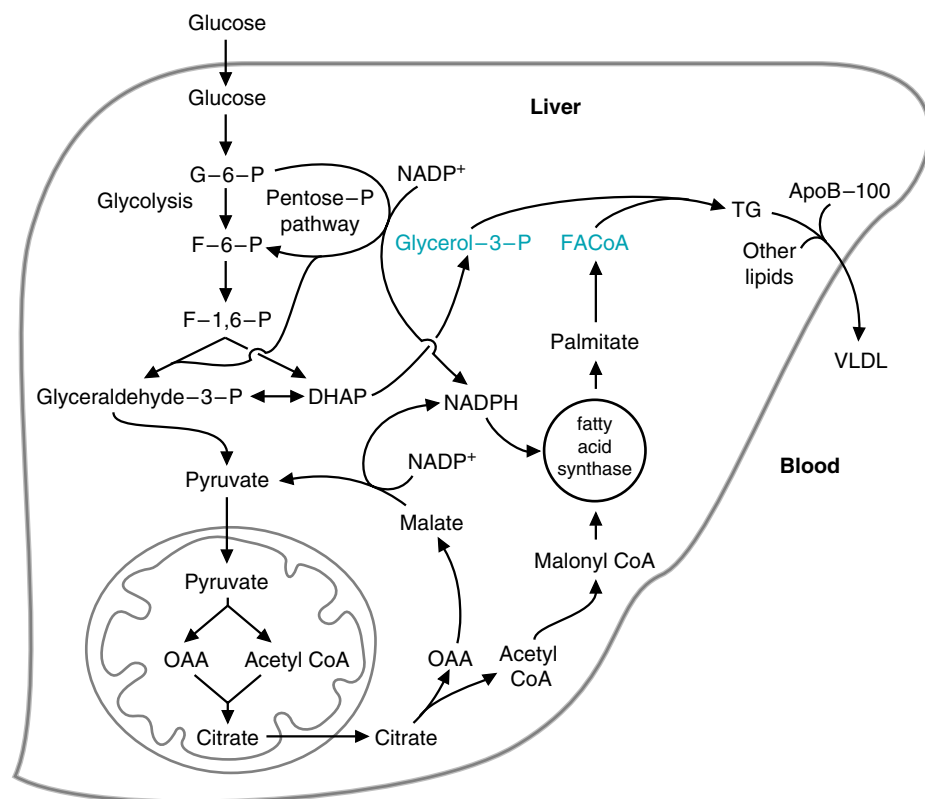 Glucose
Glucose
Liver
G–6–P
NADP+
ApoB–100
Glycolysis
Pentose–P
pathway
TG
F–6–P
Glycerol–3–P
FACoA
Other
lipids
F–1,6–P
Palmitate
VLDL
Glyceraldehyde–3–P
DHAP
NADPH
fatty
acid
synthase
Blood
Pyruvate
NADP+
Malate
Malonyl CoA
Pyruvate
OAA
Acetyl CoA
OAA
Acetyl
CoA
Citrate
Citrate